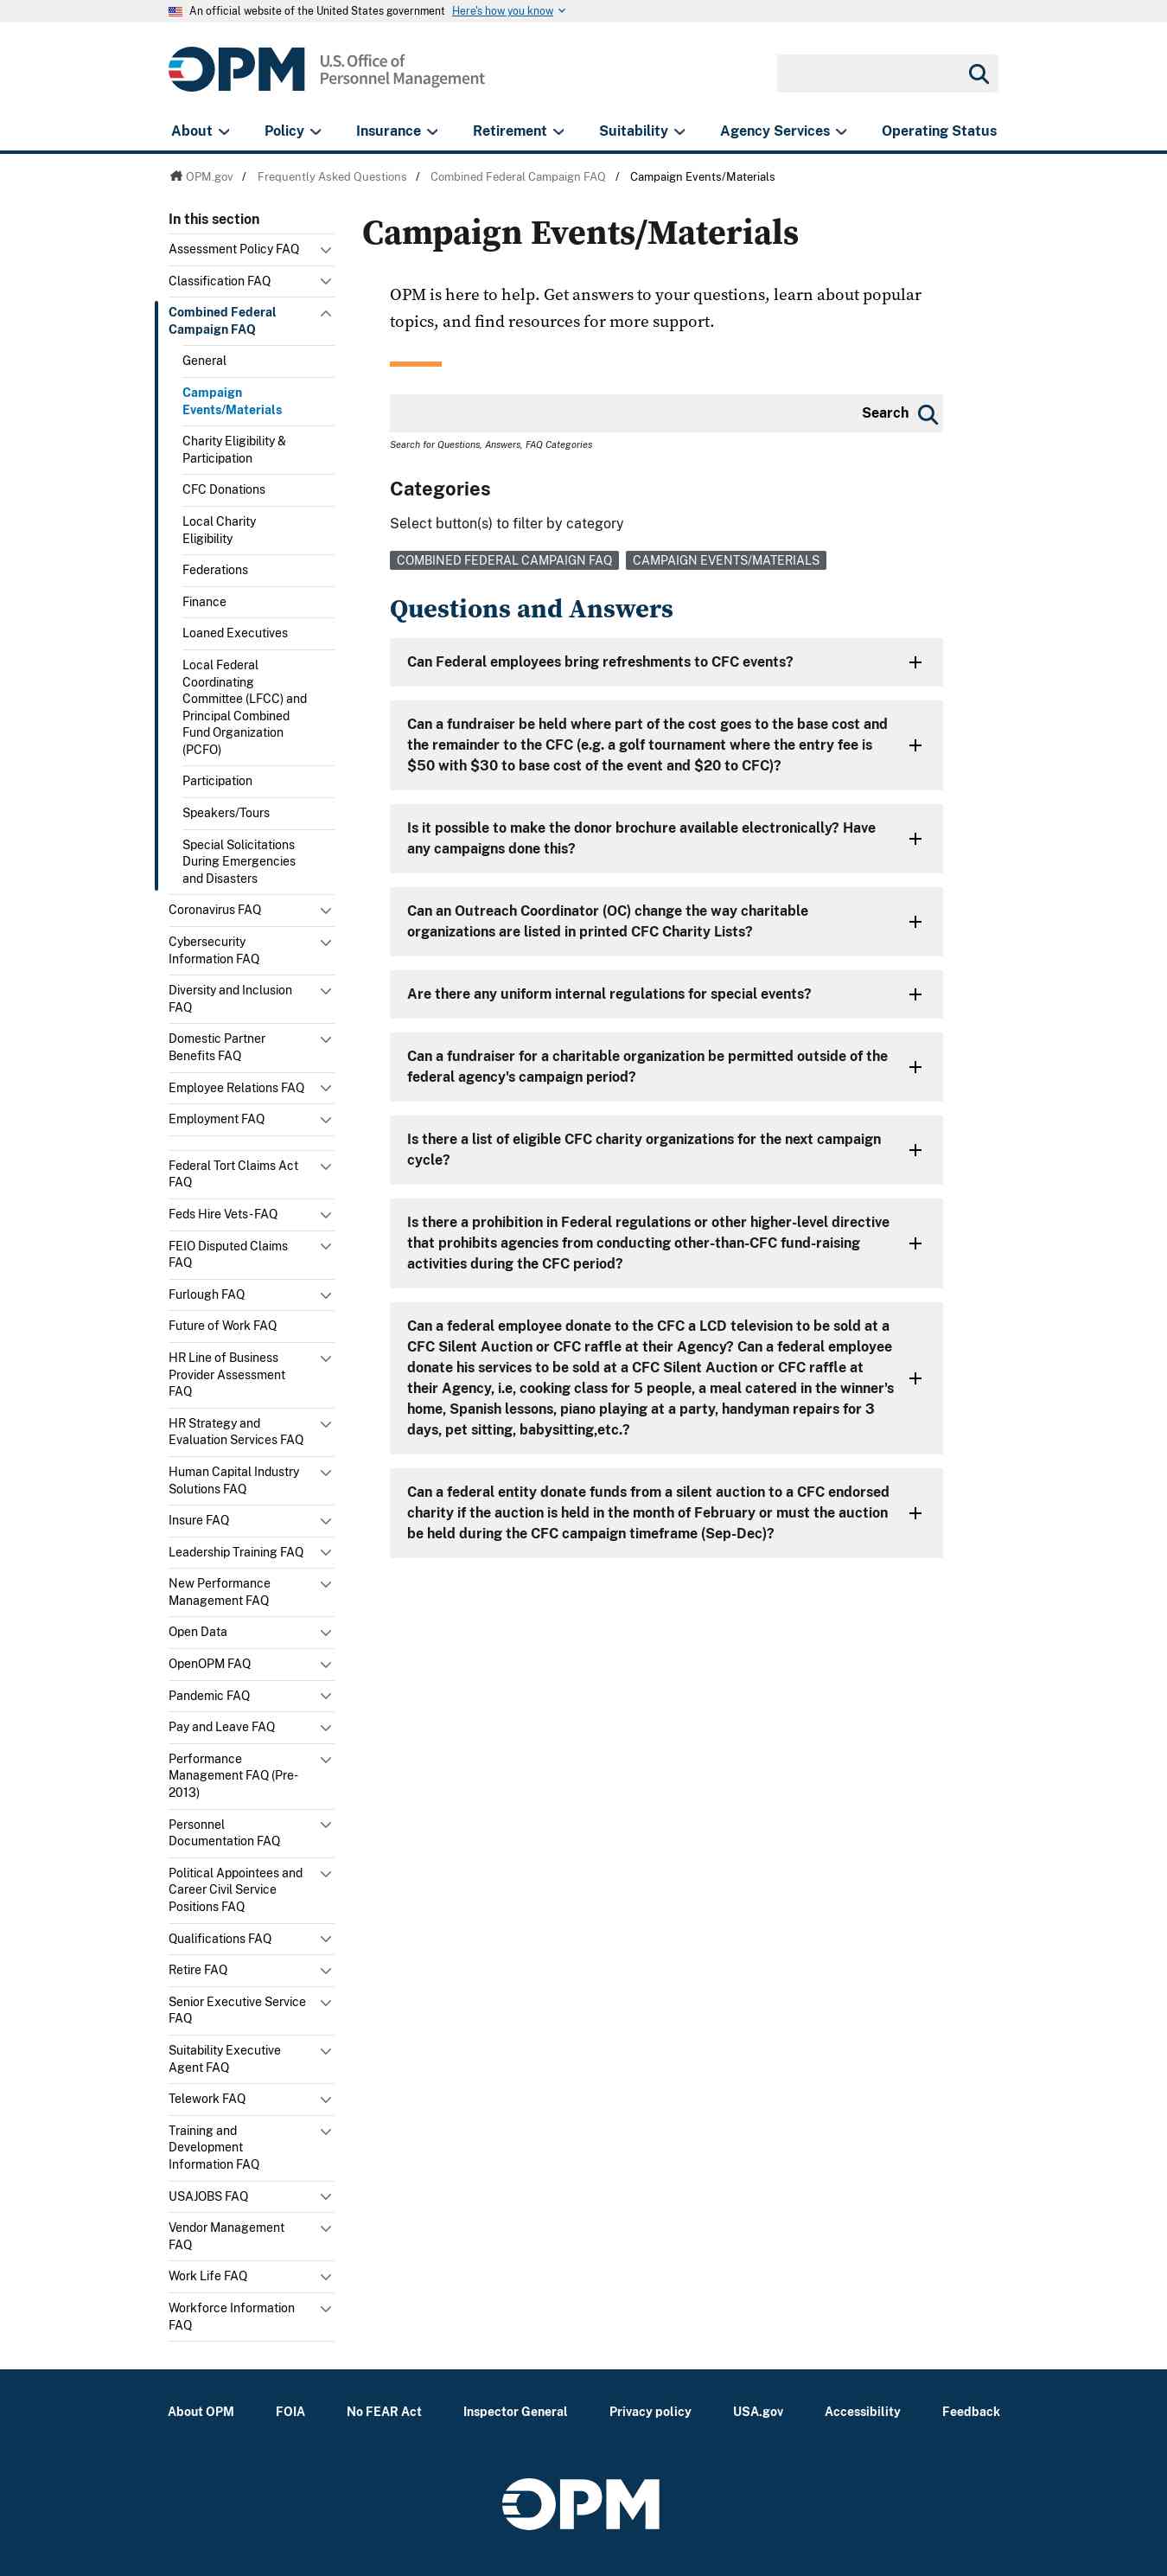 An official website of the United States government Here's how you know
OPM U.S. Office of
Personnel Management
About Policy Insurance Retirement Suitability Agency Services Operating Status
OPM.gov / Frequently Asked Questions / Combined Federal Campaign FAQ / Campaign Events/Materials
In this section
Assessment Policy FAQ
Classification FAQ
Combined Federal
Campaign FAQ
General
Campaign
Events/Materials
Charity Eligibility &
Participation
CFC Donations
Local Charity
Eligibility
Federations
Finance
Loaned Executives
Local Federal
Coordinating
Committee (LFCC) and
Principal Combined
Fund Organization
(PCFO)
Participation
Speakers/Tours
Special Solicitations
During Emergencies
and Disasters
Coronavirus FAQ
Cybersecurity
Information FAQ
Diversity and Inclusion
FAQ
Domestic Partner
Benefits FAQ
Employee Relations FAQ
Employment FAQ
Federal Tort Claims Act
FAQ
Feds Hire Vets-FAQ
FEIO Disputed Claims
FAQ
Furlough FAQ
Future of Work FAQ
HR Line of Business
Provider Assessment
FAQ
HR Strategy and
Evaluation Services FAQ
Human Capital Industry
Solutions FAQ
Insure FAQ
Leadership Training FAQ
New Performance
Management FAQ
Open Data
OpenOPM FAQ
Pandemic FAQ
Pay and Leave FAQ
Performance
Management FAQ (Pre-
2013)
Personnel
Documentation FAQ
Political Appointees and
Career Civil Service
Positions FAQ
Qualifications FAQ
Retire FAQ
Senior Executive Service
FAQ
Suitability Executive
Agent FAQ
Telework FAQ
Training and
Development
Information FAQ
USAJOBS FAQ
Vendor Management
FAQ
Work Life FAQ
Workforce Information
FAQ
Campaign Events/Materials
OPM is here to help. Get answers to your questions, learn about popular
topics, and find resources for more support.
Search
Search for Questions, Answers, FAQ Categories
Categories
Select button(s) to filter by category
COMBINED FEDERAL CAMPAIGN FAQ CAMPAIGN EVENTS/MATERIALS
Questions and Answers
Can Federal employees bring refreshments to CFC events?
Can a fundraiser be held where part of the cost goes to the base cost and
the remainder to the CFC (e.g. a golf tournament where the entry fee is
$50 with $30 to base cost of the event and $20 to CFC)?
Is it possible to make the donor brochure available electronically? Have
any campaigns done this?
Can an Outreach Coordinator (OC) change the way charitable
organizations are listed in printed CFC Charity Lists?
Are there any uniform internal regulations for special events?
Can a fundraiser for a charitable organization be permitted outside of the
federal agency's campaign period?
Is there a list of eligible CFC charity organizations for the next campaign
cycle?
Is there a prohibition in Federal regulations or other higher-level directive
that prohibits agencies from conducting other-than-CFC fund-raising
activities during the CFC period?
Can a federal employee donate to the CFC a LCD television to be sold at a
CFC Silent Auction or CFC raffle at their Agency? Can a federal employee
donate his services to be sold at a CFC Silent Auction or CFC raffle at
their Agency, i.e, cooking class for 5 people, a meal catered in the winner's
home, Spanish lessons, piano playing at a party, handyman repairs for 3
days, pet sitting, babysitting,etc.?
Can a federal entity donate funds from a silent auction to a CFC endorsed
charity if the auction is held in the month of February or must the auction
be held during the CFC campaign timeframe (Sep-Dec)?
About OPM FOIA No FEAR Act Inspector General Privacy policy USA.gov Accessibility Feedback
OPM